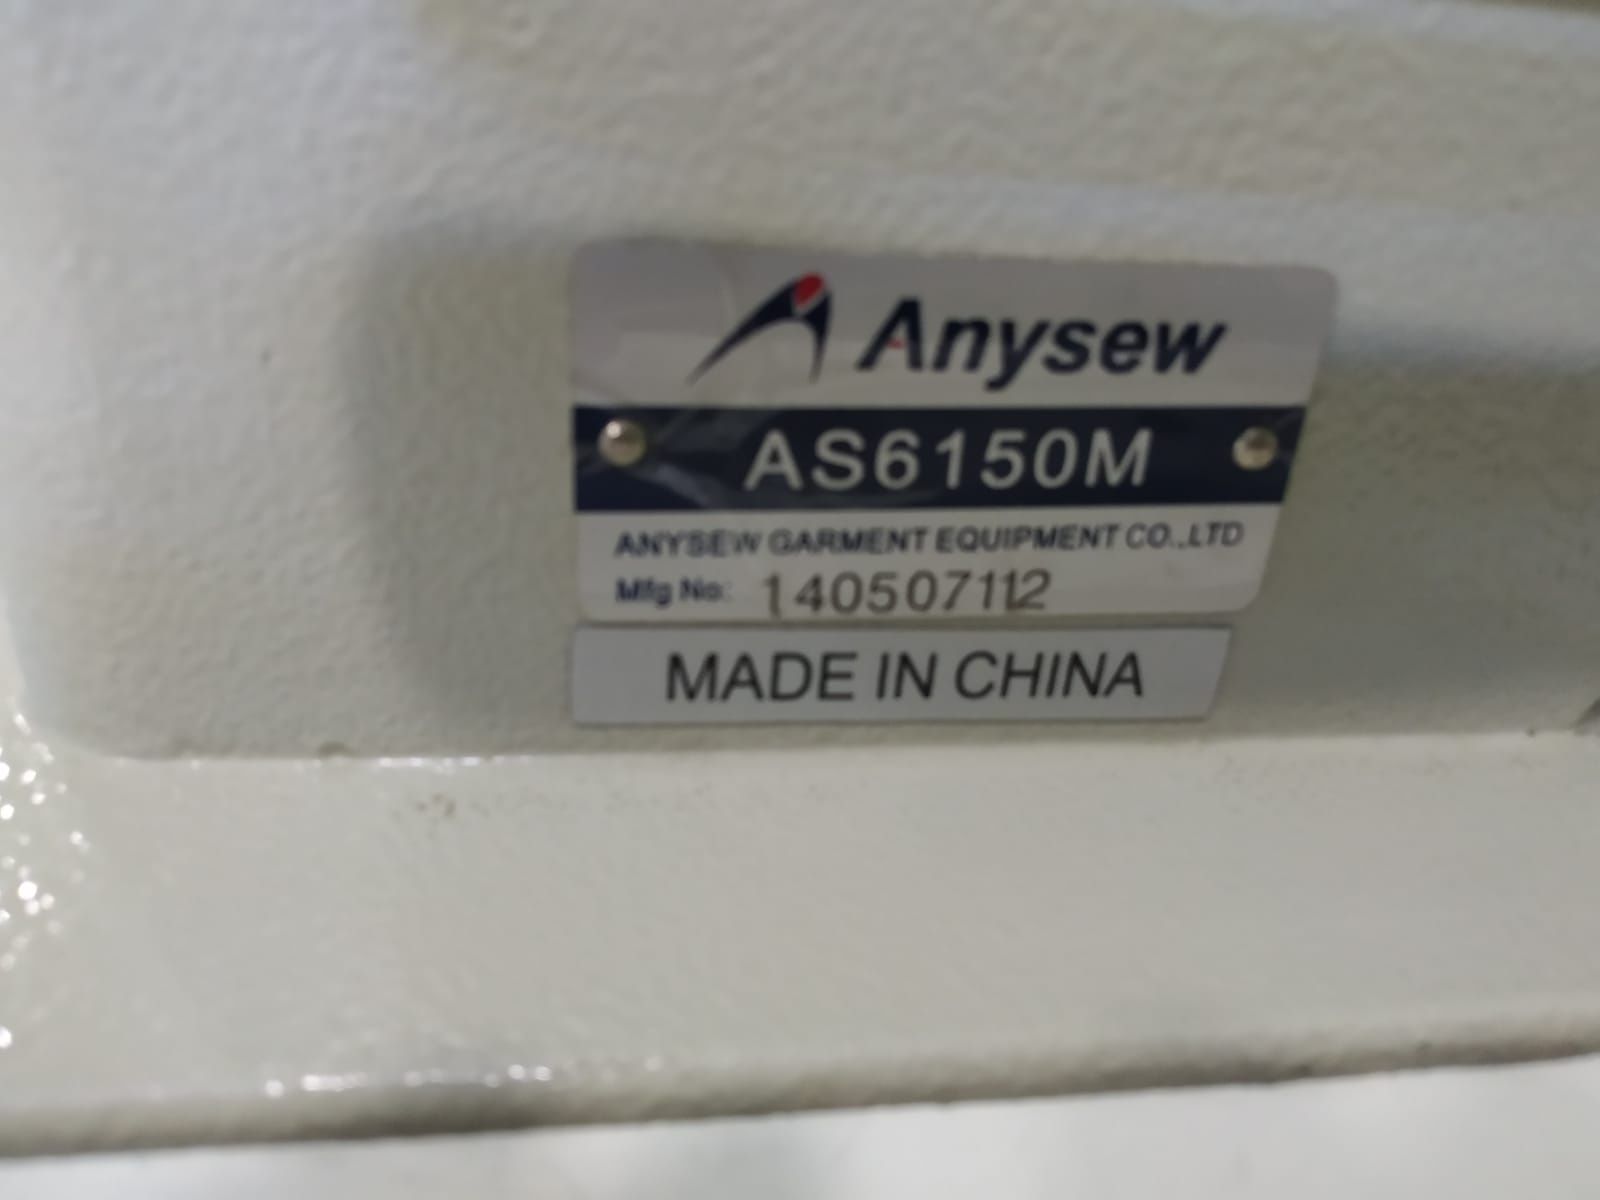 Anysew
AS6150M
ANYSEW GARMENT EQUIPMENT CO.,LTD
Mfg No: 140507112
MADE IN CHINA